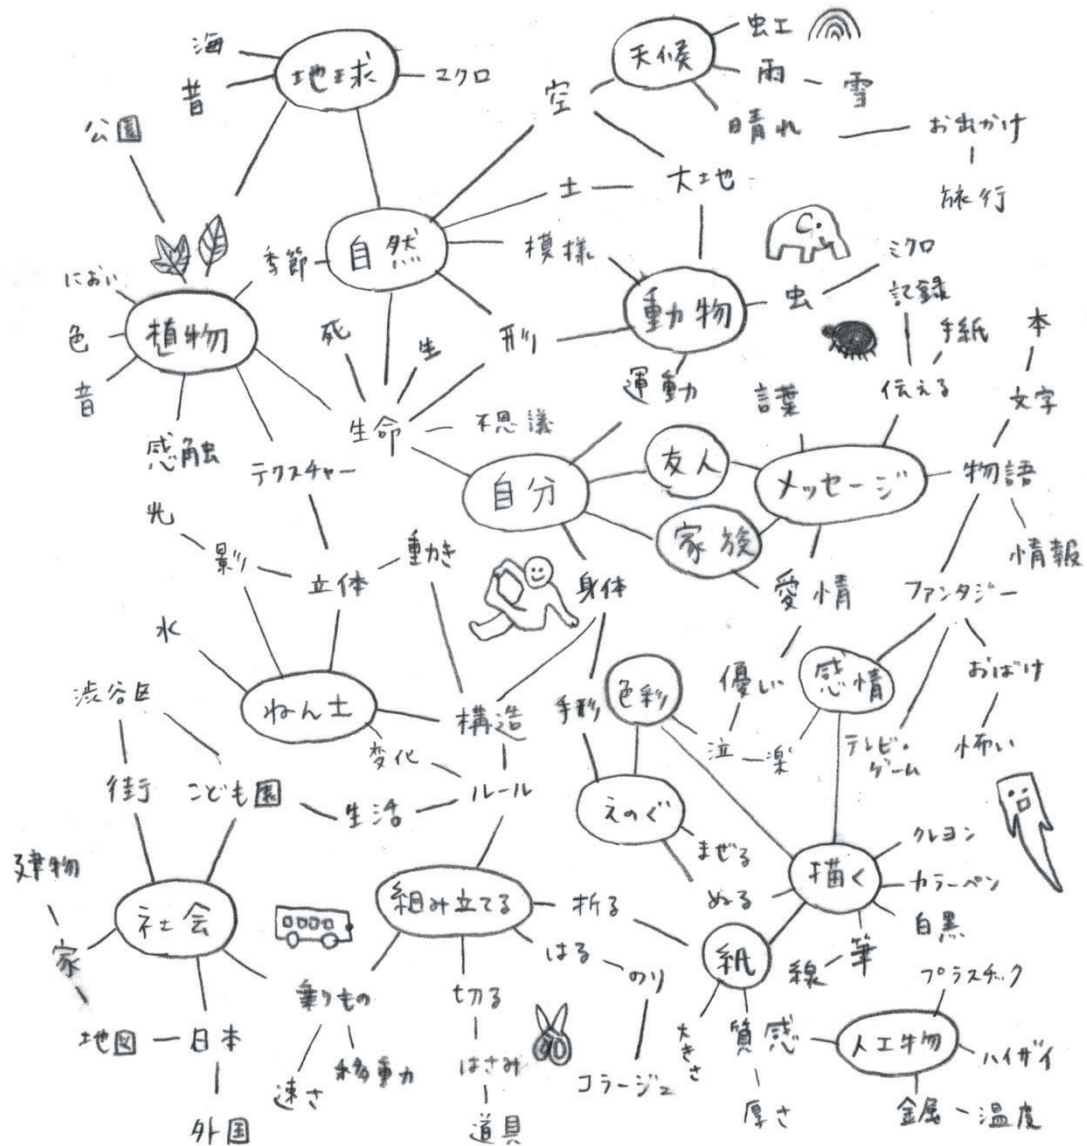 海
地球
マクロ
昔
公園
空
天候
虹
雨
雪
晴れ
お出かけ
旅行
土
大地
自然
模様
季節
植物
におい
色
音
感触
テクスチャー
死
生
形
生命
不思議
動物
虫
ミクロ
運動
記録
手紙
伝える
言葉
本
文字
物語
情報
メッセージ
友人
自分
家族
愛情
ファンタジー
光
影
立体
動き
身体
水
ねん土
構造
手形
色彩
優しい
感情
おばけ
怖い
テレビ・
ゲーム
泣
楽
渋谷区
街
こども園
生活
変化
ルール
えのぐ
まぜる
ぬる
描く
クレヨン
カラーペン
白黒
筆
線
建物
社会
家
地図
日本
外国
乗りもの
速さ
移動
組み立てる
折る
はる
のり
切る
はさみ
道具
コラージュ
紙
大きさ
質感
厚さ
人工物
プラスチック
ハイザイ
金属
温度